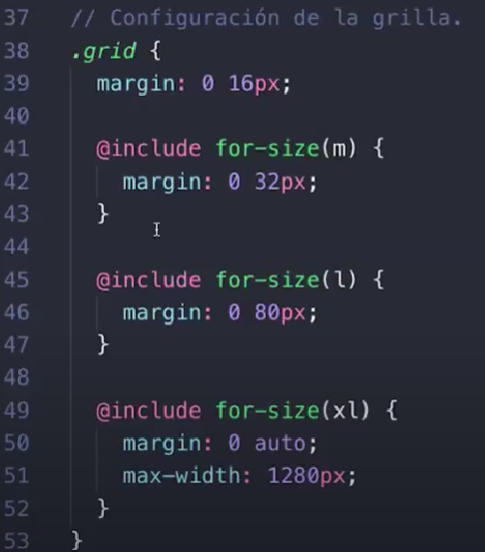 37 // Configuración de la grilla.
38 .grid {
39 margin: 0 16px;
40
41 @include for-size(m) {
42 margin: 0 32px;
43 }
44
45 @include for-size(l) {
46 margin: 0 80px;
47 }
48
49 @include for-size(xl) {
50 margin: 0 auto;
51 max-width: 1280px;
52 }
53 }